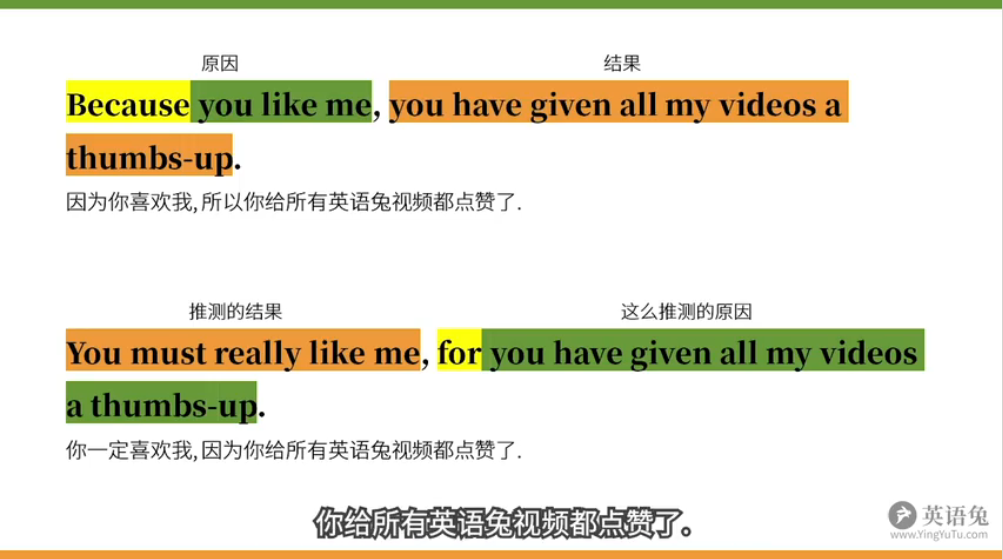 原因 结果
Because you like me, you have given all my videos a
thumbs-up.
因为你喜欢我, 所以你给所有英语兔视频都点赞了.
推测的结果 这么推测的原因
You must really like me, for you have given all my videos
a thumbs-up.
你一定喜欢我, 因为你给所有英语兔视频都点赞了.
你给所有英语兔视频都点赞了.
英语兔
www.YingYuTu.com